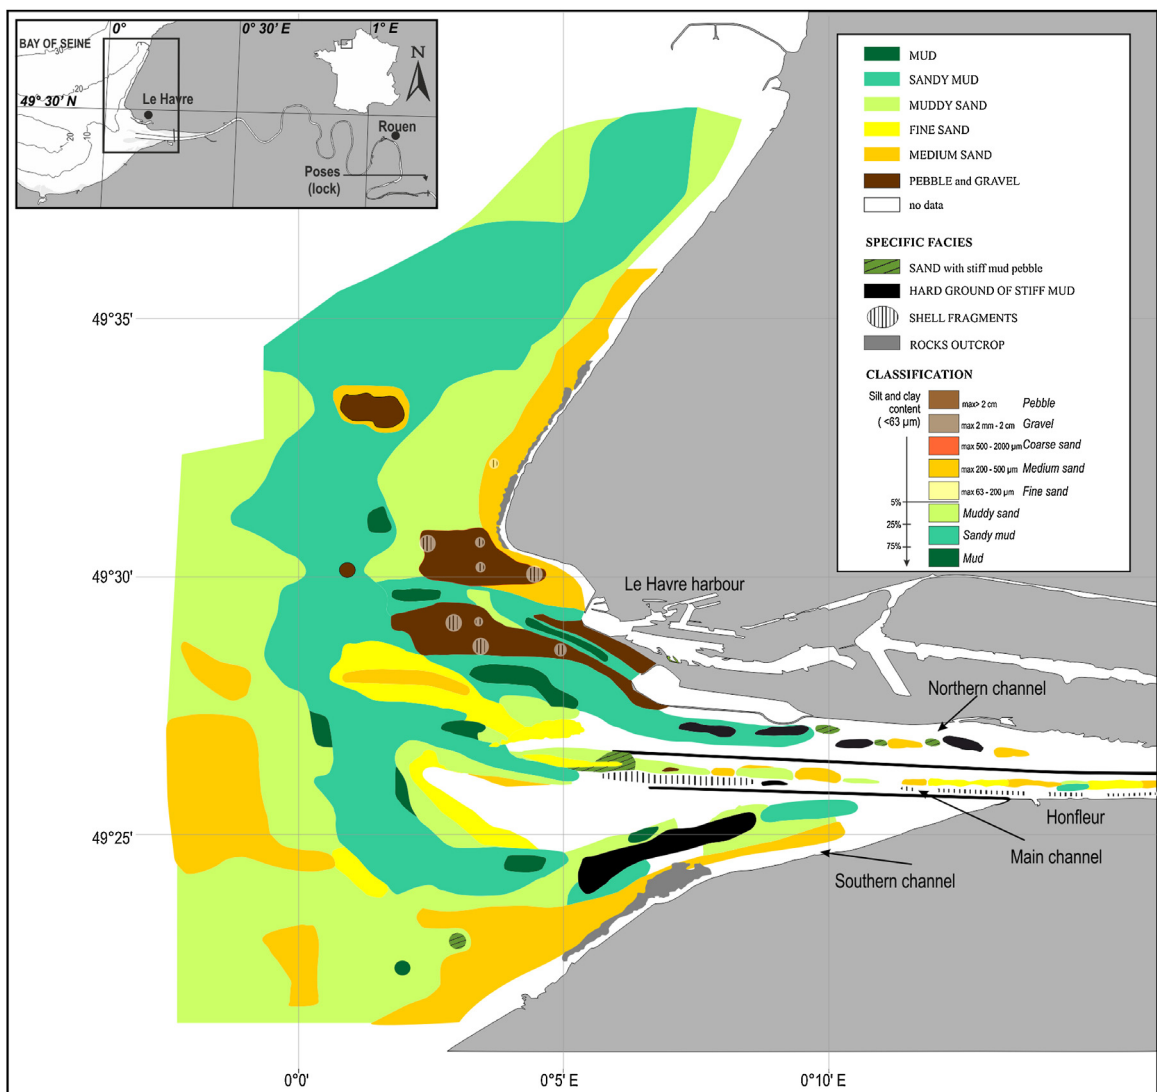 0°
0° 30' E
1° E
BAY OF SEINE
30
20
N
Le Havre
49° 30' N
20
10
Rouen
Poses
(lock)
MUD
SANDY MUD
MUDDY SAND
FINE SAND
MEDIUM SAND
PEBBLE and GRAVEL
no data
SPECIFIC FACIES
SAND with stiff mud pebble
HARD GROUND OF STIFF MUD
SHELL FRAGMENTS
ROCKS OUTCROP
CLASSIFICATION
Silt and clay
content
( <63 µm)
max> 2 cm Pebble
max 2 mm - 2 cm Gravel
max 500 - 2000 µm Coarse sand
max 200 - 500 µm Medium sand
max 63 - 200 µm Fine sand
5%
Muddy sand
25%
Sandy mud
75%
Mud
49°35'
49°30'
Le Havre harbour
Northern channel
49°25'
Honfleur
Main channel
Southern channel
0°0'
0°5' E
0°10' E